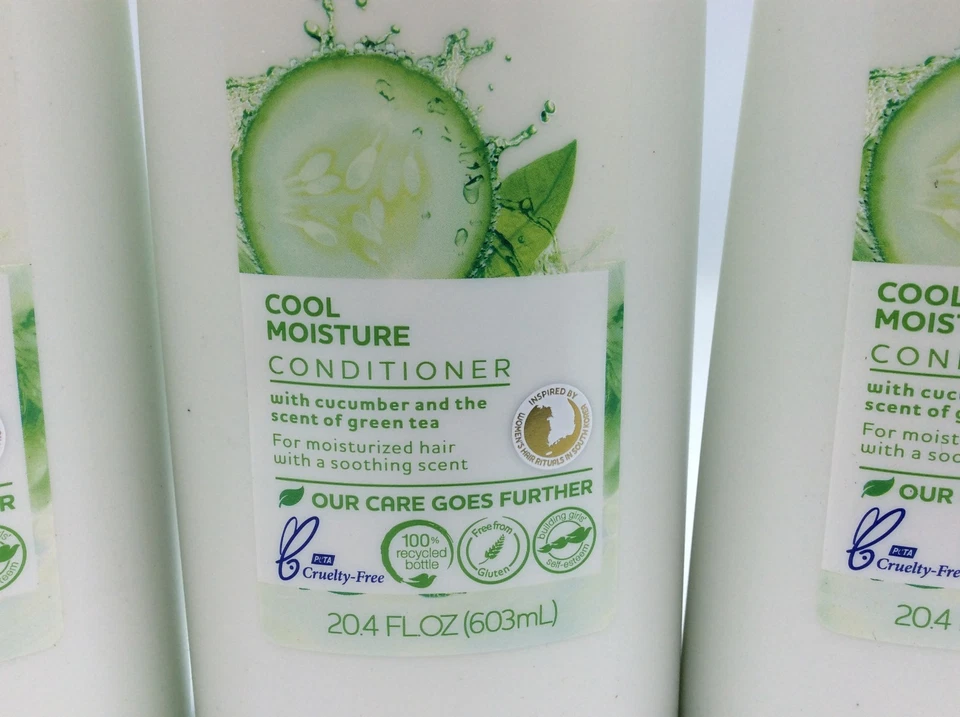 COOL
MOISTURE
CONDITIONER
with cucumber and the
scent of green tea
For moisturized hair
with a soothing scent
INSPIRED BY
WOMEN'S HAIR RITUALS IN SOUTH KOREA
OUR CARE GOES FURTHER
PETA
Cruelty-Free
100%
recycled
bottle
Free from
Gluten
building girls'
self-esteem
20.4 FL.OZ (603mL)
COOL
MOIST
CON
with cuc
scent of g
For moist
with a soo
OUR
PETA
Cruelty-Fre
20.4
R